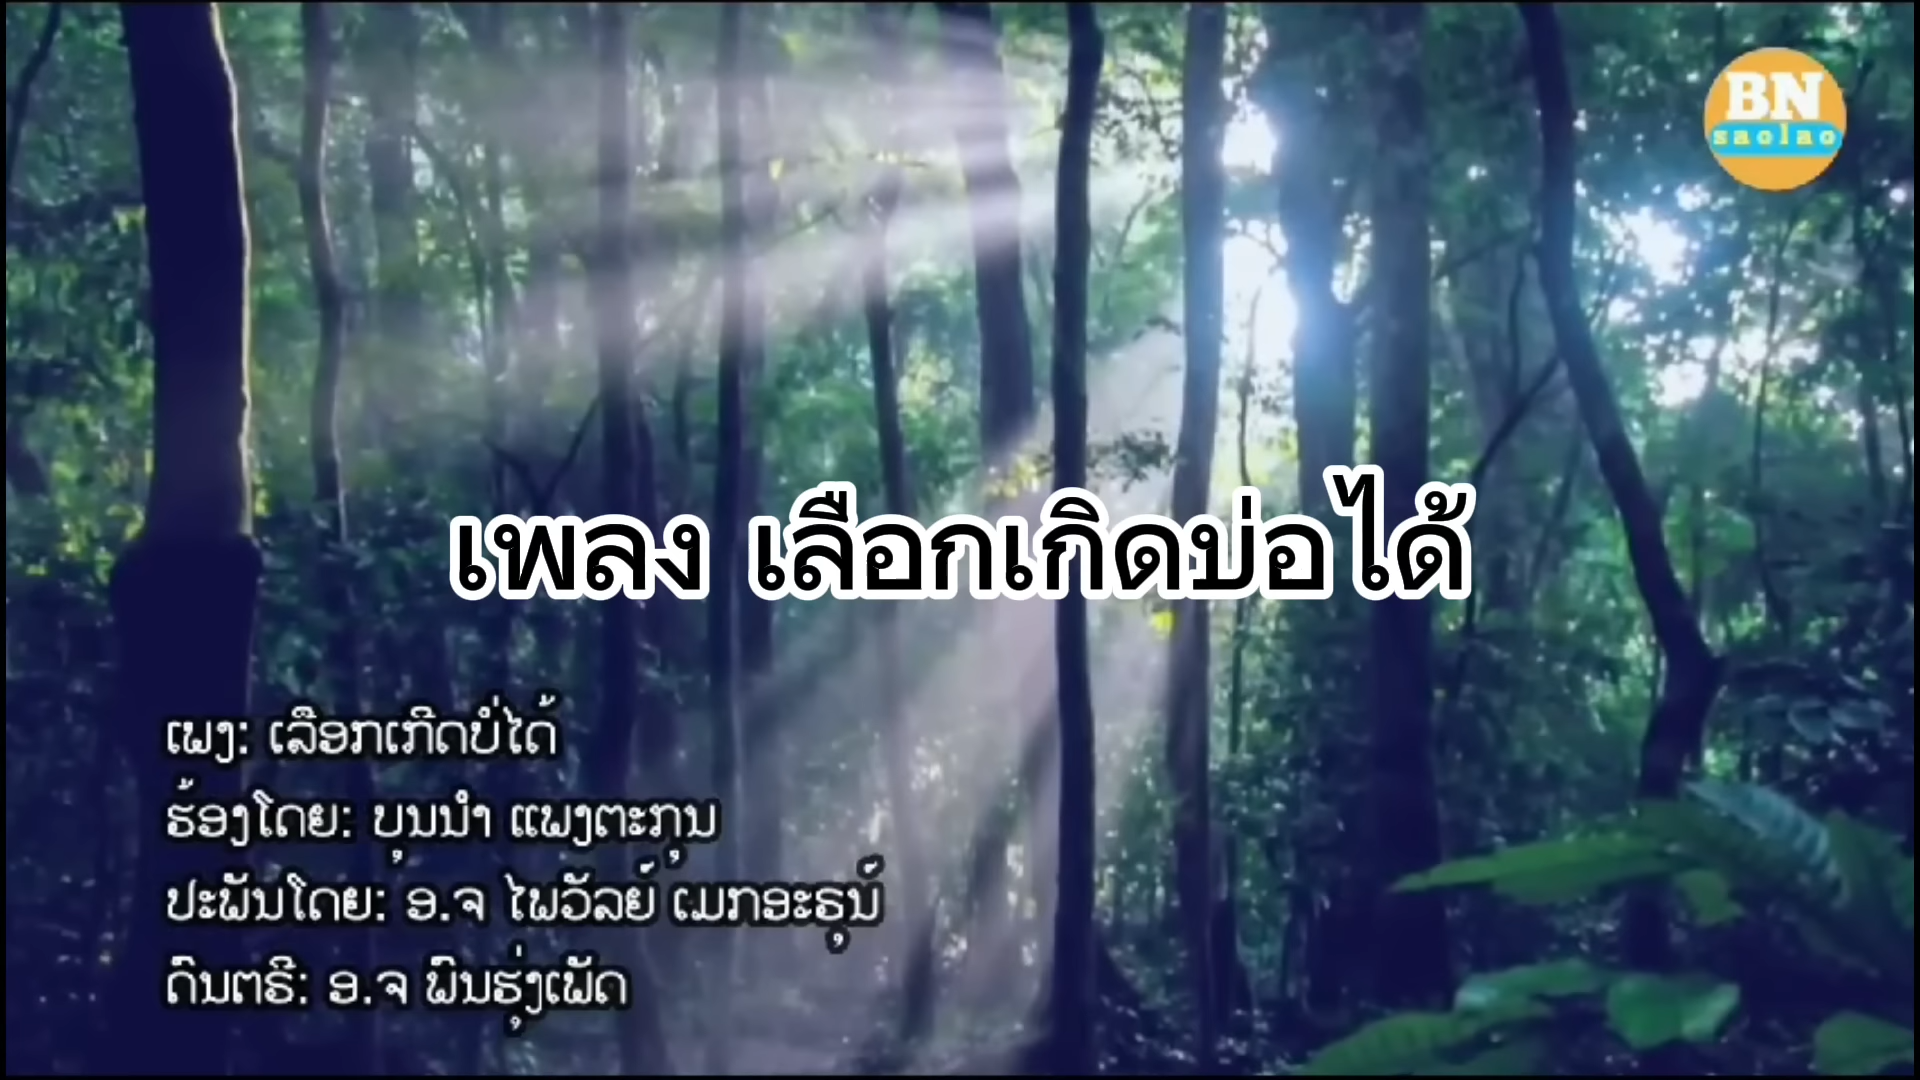 BN
saolao
เพลง เลือกเกิดบ่อได้
ເພງ: ເລືອກເກີດບໍ່ໄດ້
ຮ້ອງໂດຍ: ບຸນນຳ ແພງຕະກຸນ
ປະພັນໂດຍ: ອ.ຈ ໄພວັລຍ໌ ເມກອະຣຸນ໌
ດົນຕຣີ: ອ.ຈ ພົນຮຸ່ງເພັດ